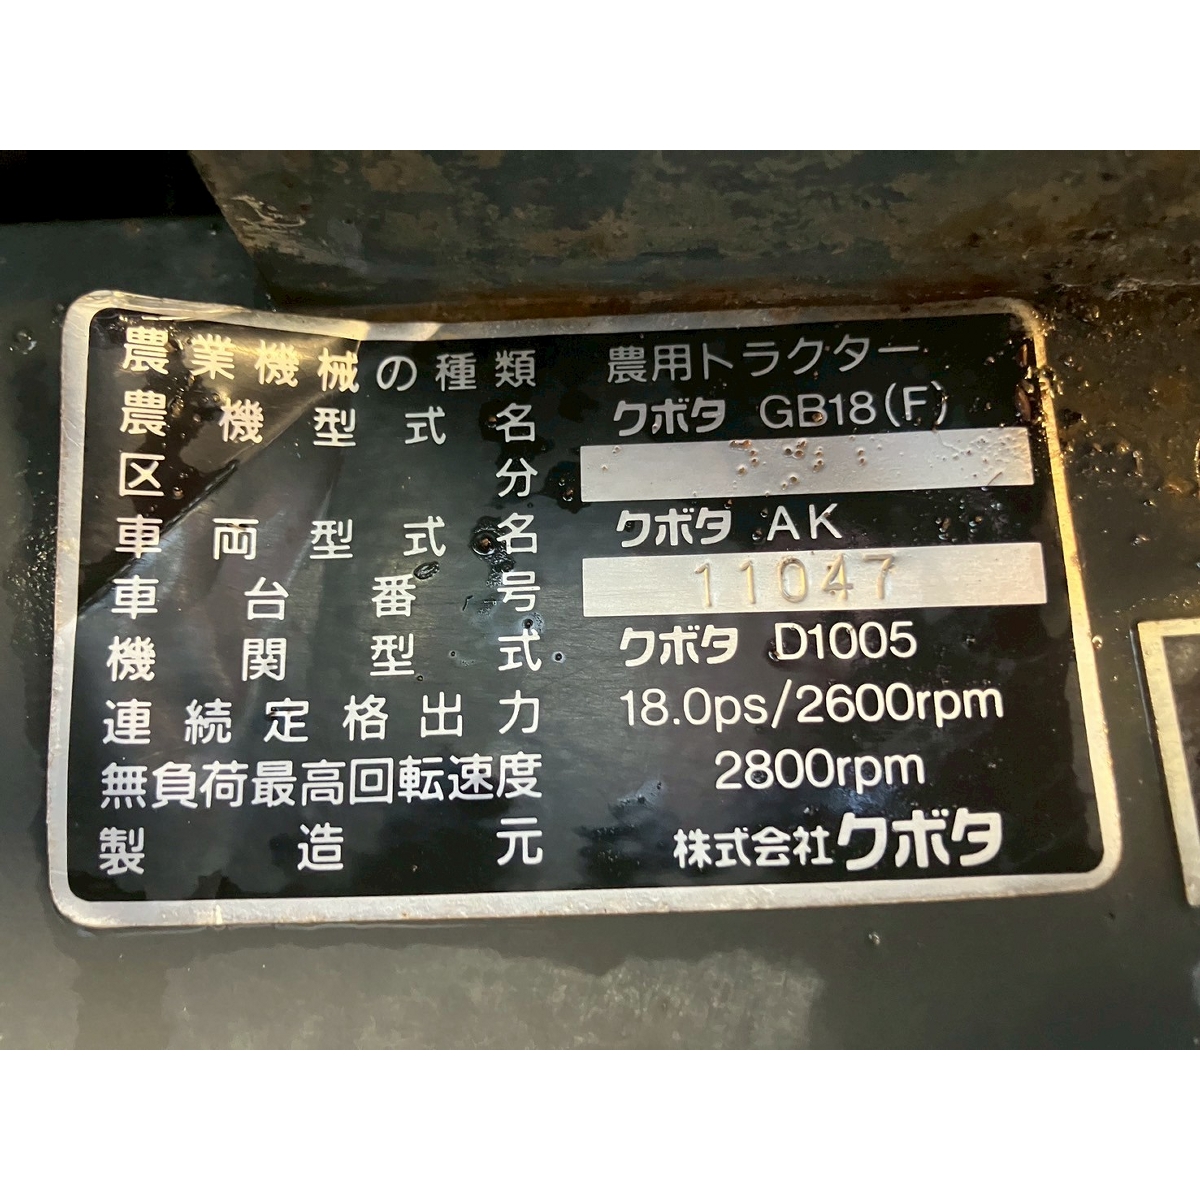 農業機械の種類 農用トラクター
農機型式名 クボタ GB18(F)
区分
車両型式名 クボタ AK
車台番号 11047
機関型式 クボタ D1005
連続定格出力 18.0ps/2600rpm
無負荷最高回転速度 2800rpm
製造元 株式会社クボタ